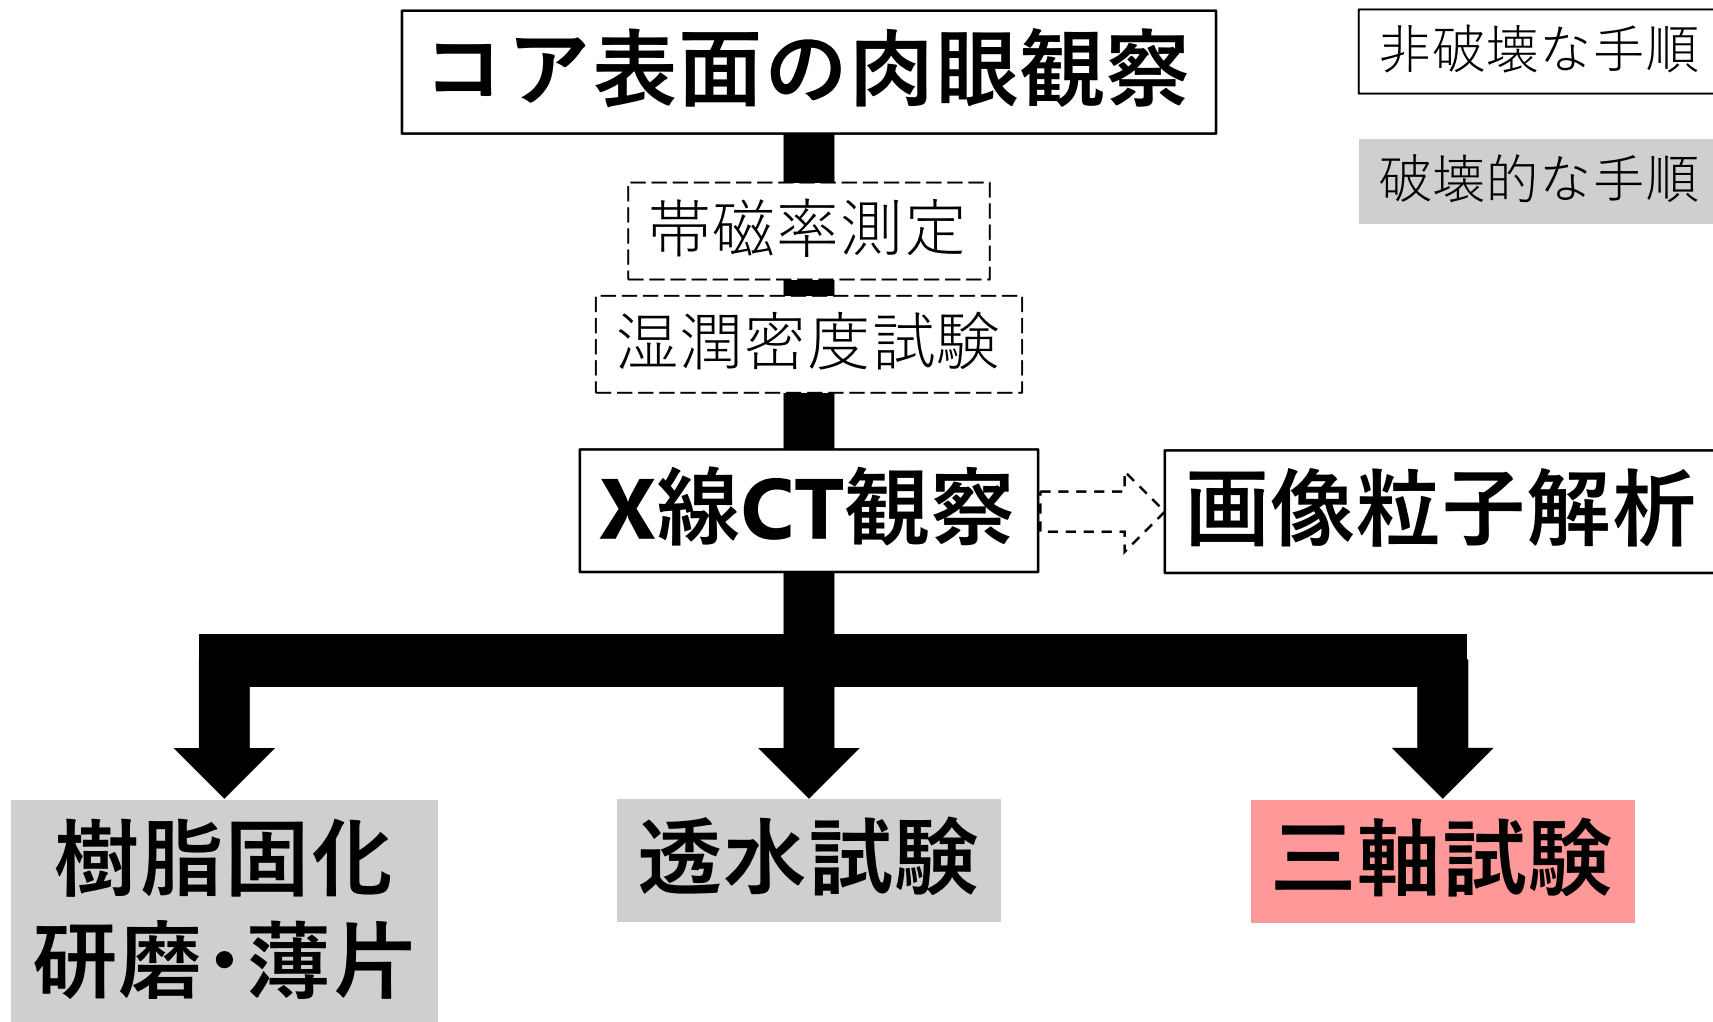 コア表面の肉眼観察
非破壊な手順
破壊的な手順
帯磁率測定
湿潤密度試験
X線CT観察
画像粒子解析
樹脂固化
研磨・薄片
透水試験
三軸試験